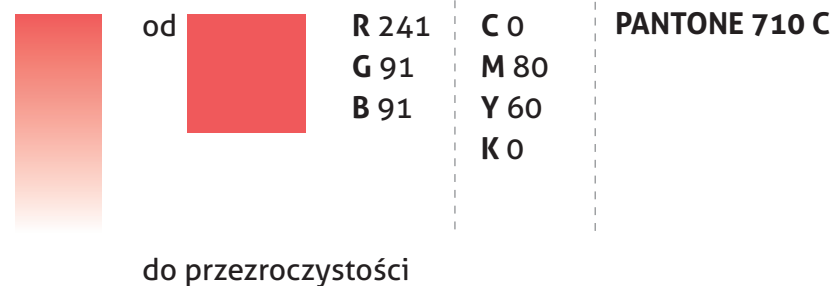 od
R 241
G 91
B 91
C 0
M 80
Y 60
K 0
PANTONE 710 C
do przezroczystości